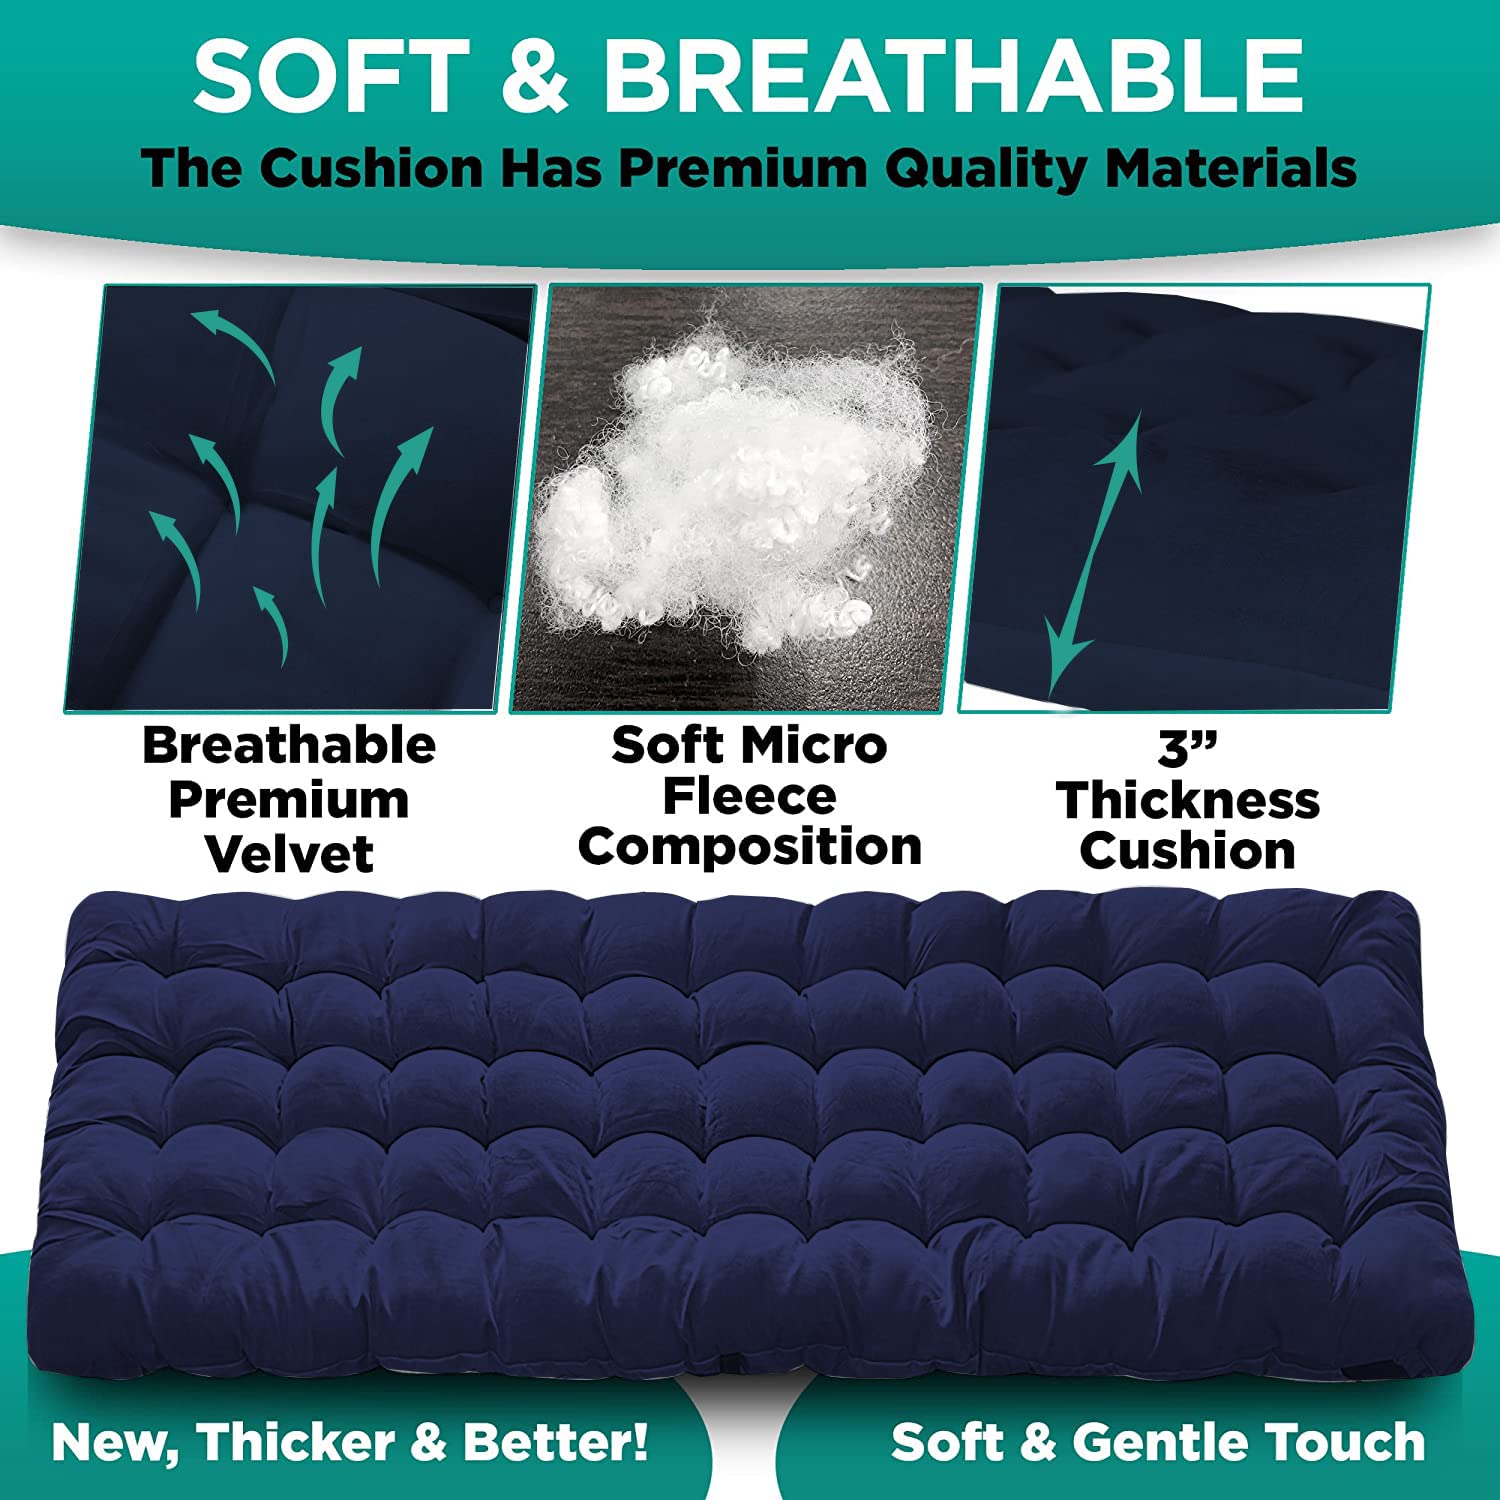 SOFT & BREATHABLE
The Cushion Has Premium Quality Materials
Breathable
Premium
Velvet
Soft Micro
Fleece
Composition
3”
Thickness
Cushion
New, Thicker & Better!
Soft & Gentle Touch